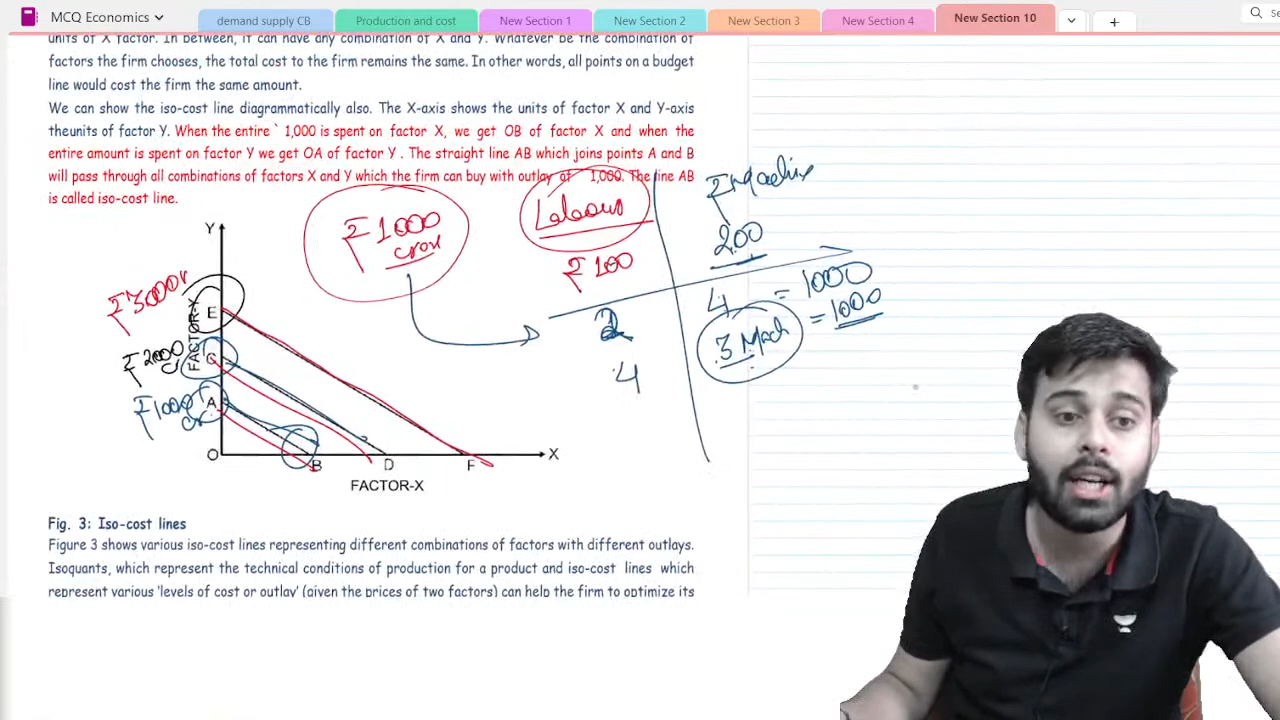 MCQ Economics
demand supply CB
Production and cost
New Section 1
New Section 2
New Section 3
New Section 4
New Section 10
+
units of X factor. In between, it can have any combination of X and Y. Whatever be the combination of
factors the firm chooses, the total cost to the firm remains the same. In other words, all points on a budget
line would cost the firm the same amount.
We can show the iso-cost line diagrammatically also. The X-axis shows the units of factor X and Y-axis
theunits of factor Y. When the entire ` 1,000 is spent on factor X, we get OB of factor X and when the
entire amount is spent on factor Y we get OA of factor Y . The straight line AB which joins points A and B
will pass through all combinations of factors X and Y which the firm can buy with outlay of ` 1,000. The line AB
is called iso-cost line.
₹1000
Labour
₹ Machin
200
₹100
4 = 1000
2
3 Mach = 1000
4
Y
₹3000
E
₹2000
C
FACTOR-X
₹1000
A
O
B
D
F
X
FACTOR-X
Fig. 3: Iso-cost lines
Figure 3 shows various iso-cost lines representing different combinations of factors with different outlays.
Isoquants, which represent the technical conditions of production for a product and iso-cost lines which
represent various 'levels of cost or outlay' (given the prices of two factors) can help the firm to optimize its